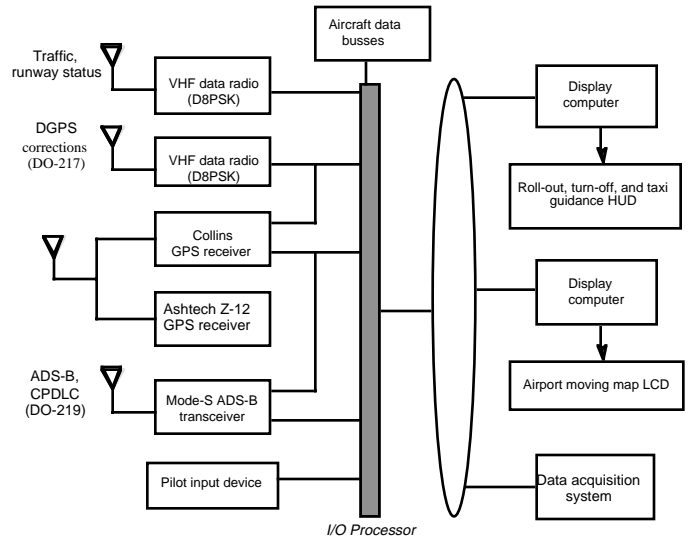 Aircraft data
busses
Traffic,
runway status
VHF data radio
(D8PSK)
DGPS
corrections
(DO-217)
VHF data radio
(D8PSK)
Collins
GPS receiver
Ashtech Z-12
GPS receiver
ADS-B,
CPDLC
(DO-219)
Mode-S ADS-B
transceiver
Pilot input device
I/O Processor
Display
computer
Roll-out, turn-off, and taxi
guidance HUD
Display
computer
Airport moving map LCD
Data acquisition
system